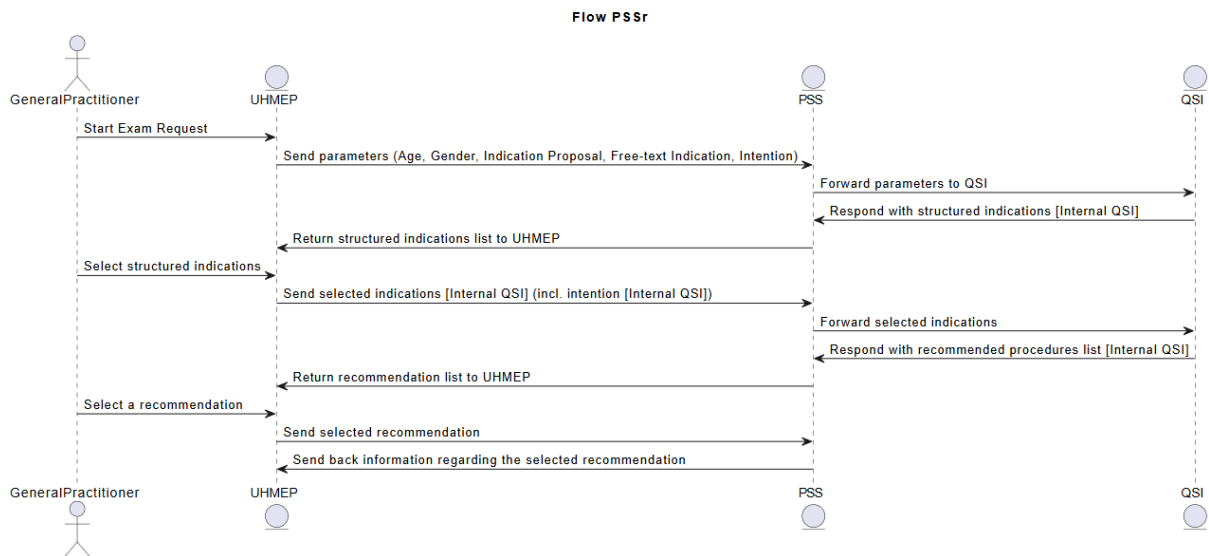 Flow PSSr
GeneralPractitioner
UHMEP
PSS
QSI
Start Exam Request
Send parameters (Age, Gender, Indication Proposal, Free-text Indication, Intention)
Forward parameters to QSI
Respond with structured indications [Internal QSI]
Return structured indications list to UHMEP
Select structured indications
Send selected indications [Internal QSI] (incl. intention [Internal QSI])
Forward selected indications
Respond with recommended procedures list [Internal QSI]
Return recommendation list to UHMEP
Select a recommendation
Send selected recommendation
Send back information regarding the selected recommendation
GeneralPractitioner
UHMEP
PSS
QSI